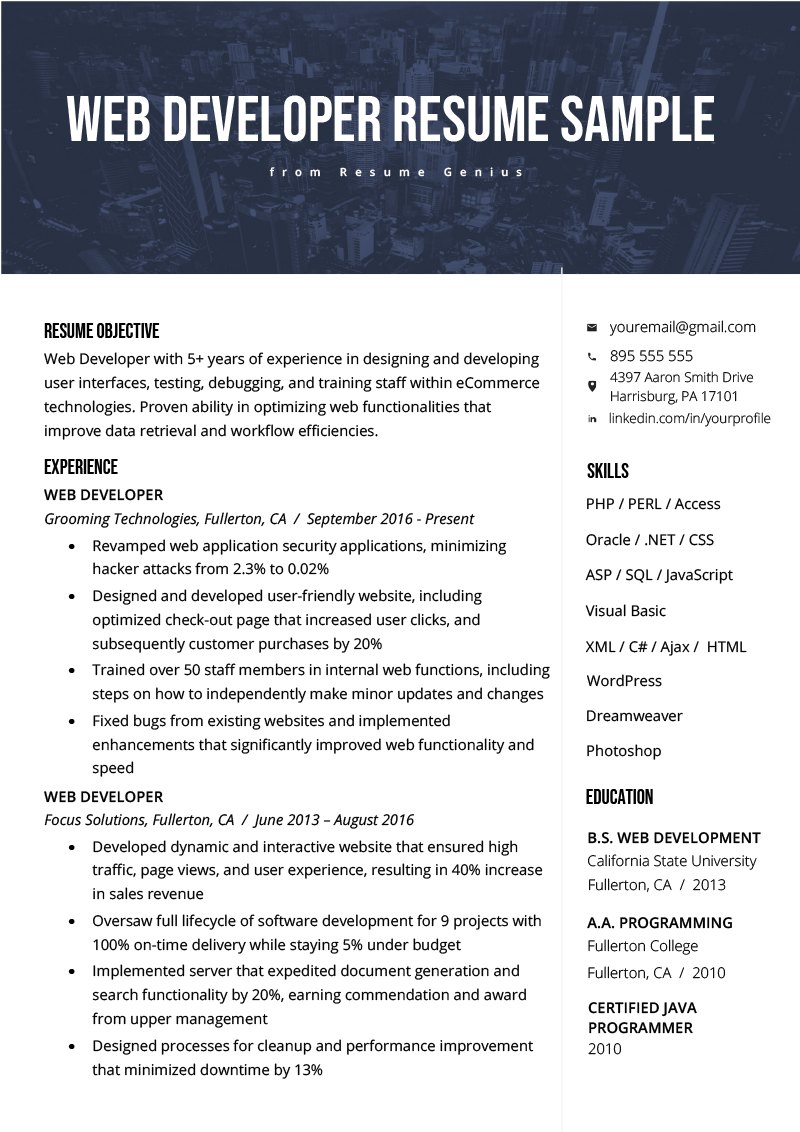 WEB DEVELOPER RESUME SAMPLE
from Resume Genius
RESUME OBJECTIVE
Web Developer with 5+ years of experience in designing and developing
user interfaces, testing, debugging, and training staff within eCommerce
technologies. Proven ability in optimizing web functionalities that
improve data retrieval and workflow efficiencies.
EXPERIENCE
WEB DEVELOPER
Grooming Technologies, Fullerton, CA / September 2016 - Present
• Revamped web application security applications, minimizing
hacker attacks from 2.3% to 0.02%
• Designed and developed user-friendly website, including
optimized check-out page that increased user clicks, and
subsequently customer purchases by 20%
• Trained over 50 staff members in internal web functions, including
steps on how to independently make minor updates and changes
• Fixed bugs from existing websites and implemented
enhancements that significantly improved web functionality and
speed
WEB DEVELOPER
Focus Solutions, Fullerton, CA / June 2013 – August 2016
• Developed dynamic and interactive website that ensured high
traffic, page views, and user experience, resulting in 40% increase
in sales revenue
• Oversaw full lifecycle of software development for 9 projects with
100% on-time delivery while staying 5% under budget
• Implemented server that expedited document generation and
search functionality by 20%, earning commendation and award
from upper management
• Designed processes for cleanup and performance improvement
that minimized downtime by 13%
youremail@gmail.com
895 555 555
4397 Aaron Smith Drive
Harrisburg, PA 17101
linkedin.com/in/yourprofile
SKILLS
PHP / PERL / Access
Oracle / .NET / CSS
ASP / SQL / JavaScript
Visual Basic
XML / C# / Ajax / HTML
WordPress
Dreamweaver
Photoshop
EDUCATION
B.S. WEB DEVELOPMENT
California State University
Fullerton, CA / 2013
A.A. PROGRAMMING
Fullerton College
Fullerton, CA / 2010
CERTIFIED JAVA
PROGRAMMER
2010